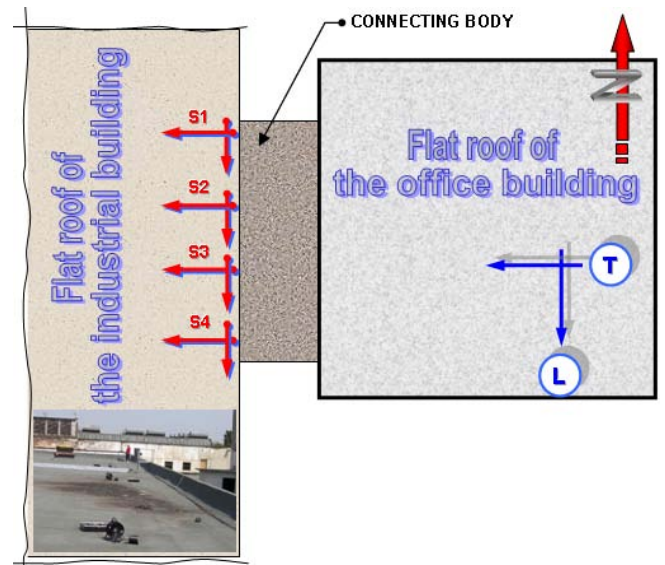 CONNECTING BODY
N
Flat roof of
the industrial building
S1
S2
S3
S4
Flat roof of
the office building
T
L